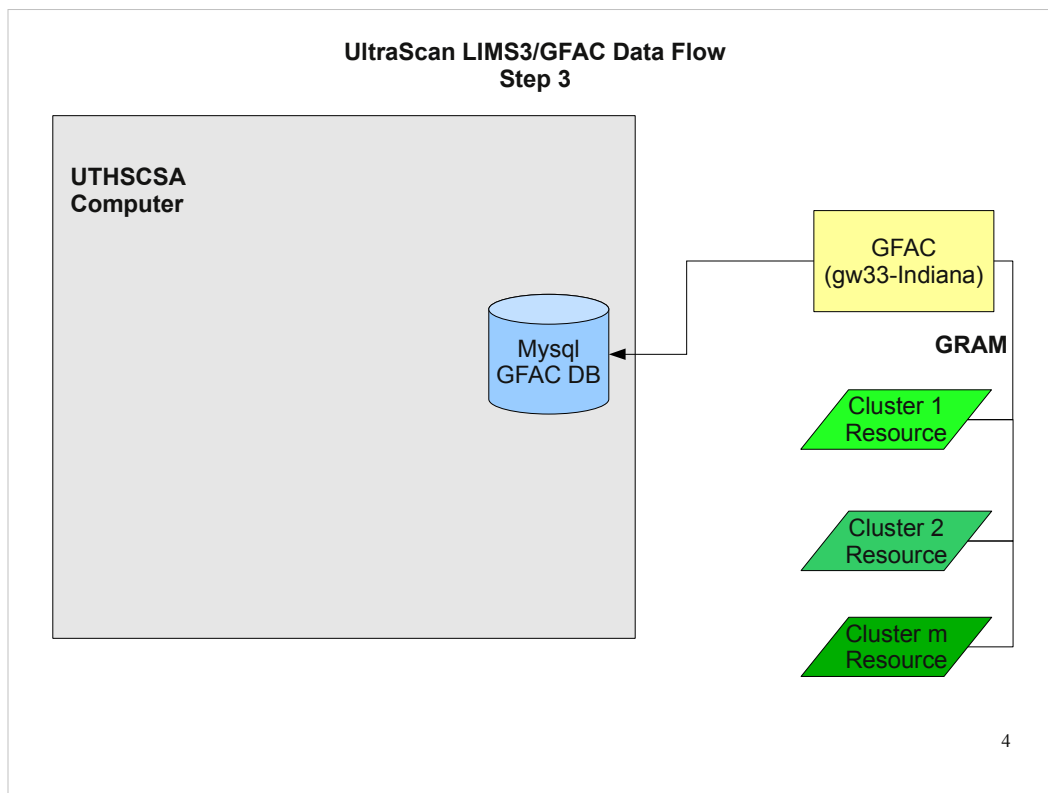 UltraScan LIMS3/GFAC Data Flow
Step 3
UTHSCSA
Computer
GFAC
(gw33-Indiana)
Mysql
GFAC DB
GRAM
Cluster 1
Resource
Cluster 2
Resource
Cluster m
Resource
4